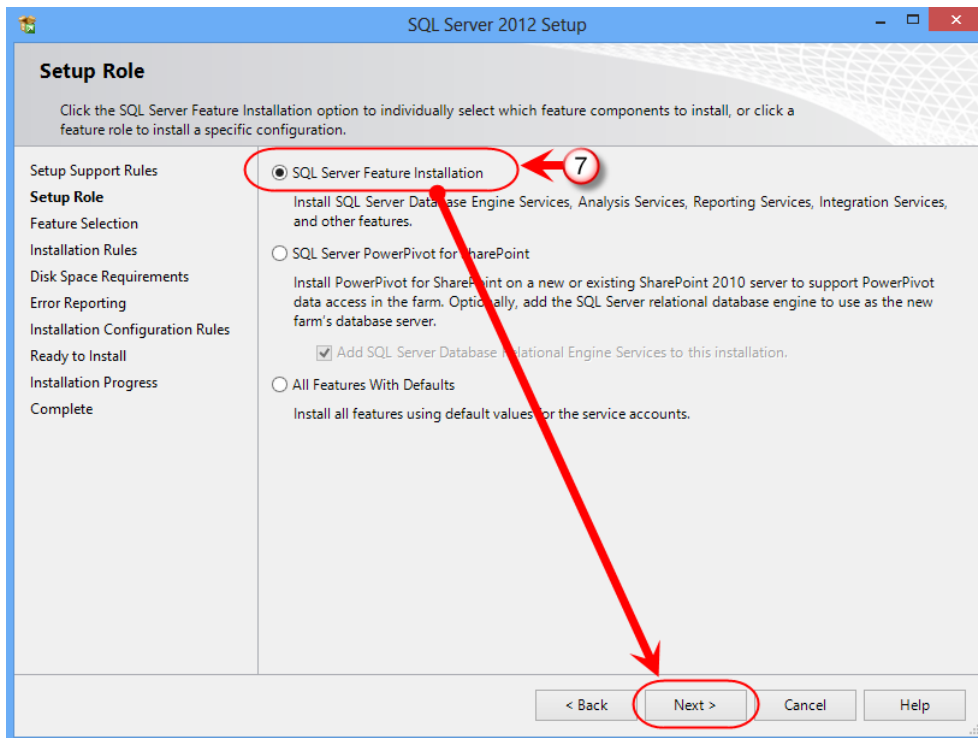 SQL Server 2012 Setup
Setup Role
Click the SQL Server Feature Installation option to individually select which feature components to install, or click a
feature role to install a specific configuration.
Setup Support Rules
Setup Role
Feature Selection
Installation Rules
Disk Space Requirements
Error Reporting
Installation Configuration Rules
Ready to Install
Installation Progress
Complete
SQL Server Feature Installation
7
Install SQL Server Database Engine Services, Analysis Services, Reporting Services, Integration Services,
and other features.
SQL Server PowerPivot for SharePoint
Install PowerPivot for SharePoint on a new or existing SharePoint 2010 server to support PowerPivot
data access in the farm. Optionally, add the SQL Server relational database engine to use as the new
farm's database server.
Add SQL Server Database Relational Engine Services to this installation.
All Features With Defaults
Install all features using default values for the service accounts.
< Back
Next >
Cancel
Help